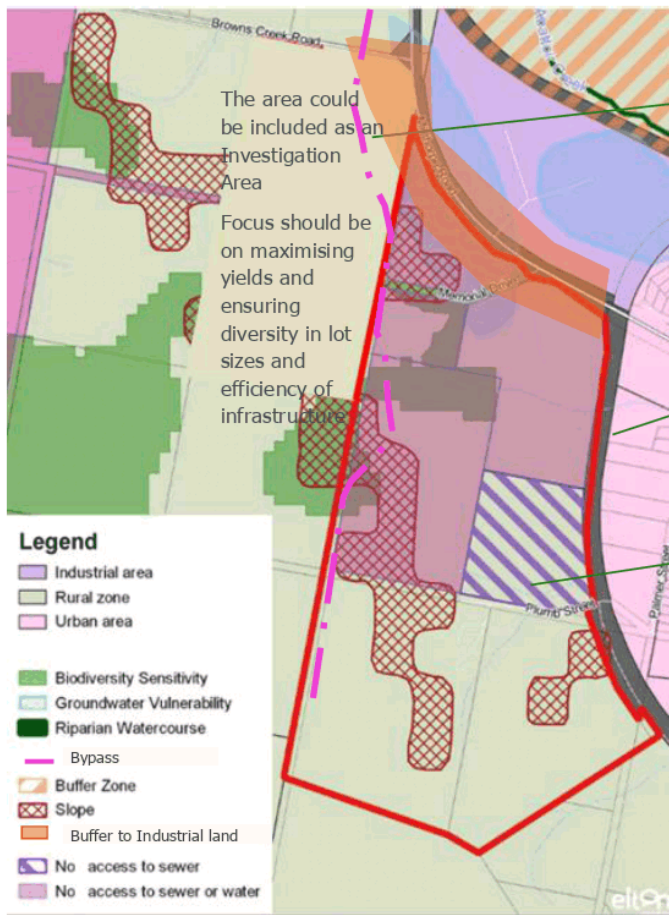 Browns Creek Road
The area could
be included as an
Investigation
Area
Focus should be
on maximising
yields and
ensuring
diversity in lot
sizes and
efficiency of
infrastructure
Memorial Drive
Plumb Street
Palmer Street
Legend
Industrial area
Rural zone
Urban area
Biodiversity Sensitivity
Groundwater Vulnerability
Riparian Watercourse
Bypass
Buffer Zone
Slope
Buffer to Industrial land
No access to sewer
No access to sewer or water
elton